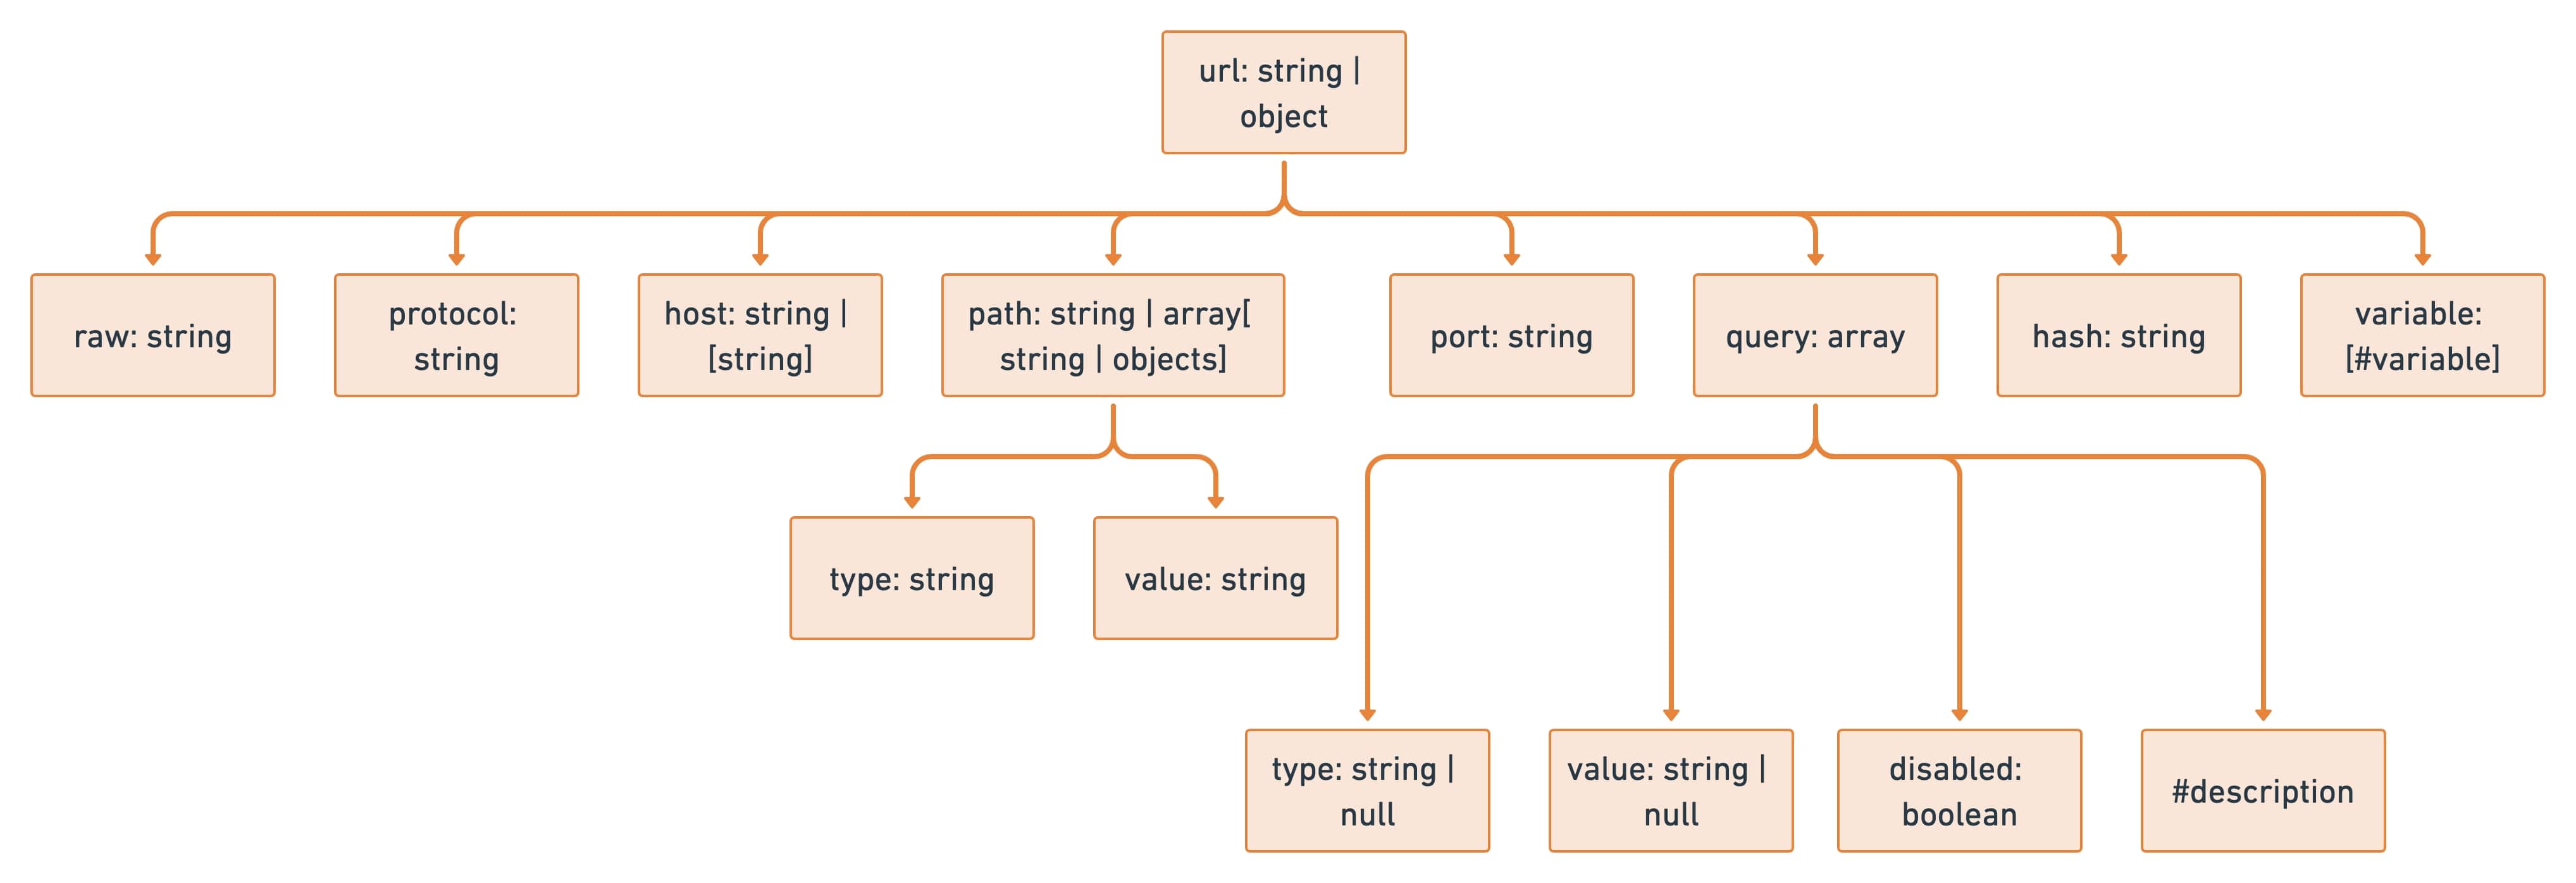 url: string |
object
raw: string
protocol:
string
host: string |
[string]
path: string | array[
string | objects]
port: string
query: array
hash: string
variable:
[#variable]
type: string
value: string
type: string |
null
value: string |
null
disabled:
boolean
#description